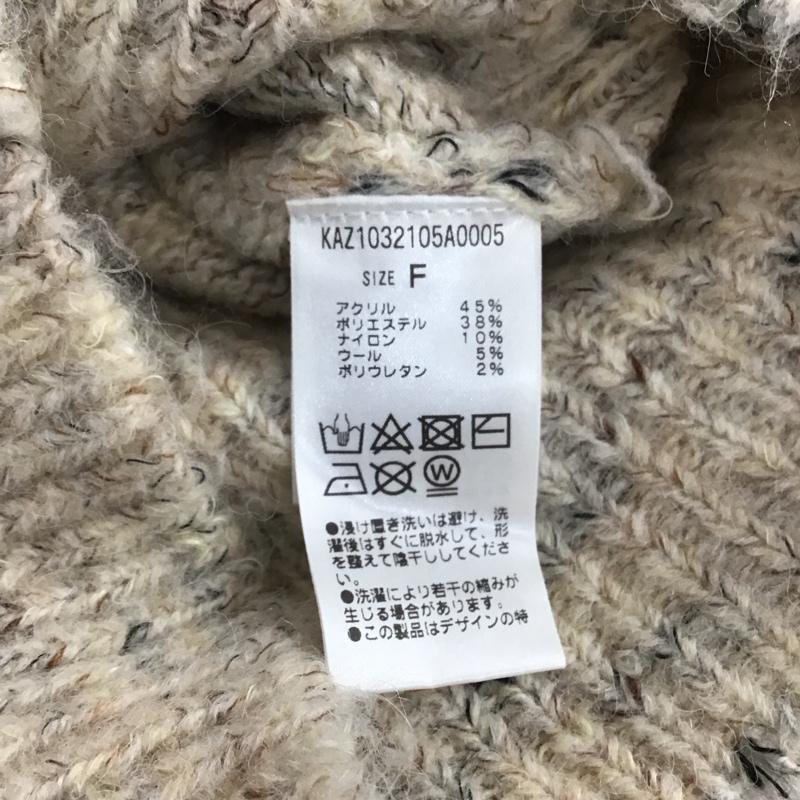 KAZ1032105A0005
SIZE F
アクリル 45%
ポリエステル 38%
ナイロン 10%
ウール 5%
ポリウレタン 2%
W
●浸け置き洗いは避け、洗
濯後はすぐに脱水して、形
を整えて陰干ししてくださ
い。
●洗濯により若干の縮みが
生じる場合があります。
●この製品はデザインの特